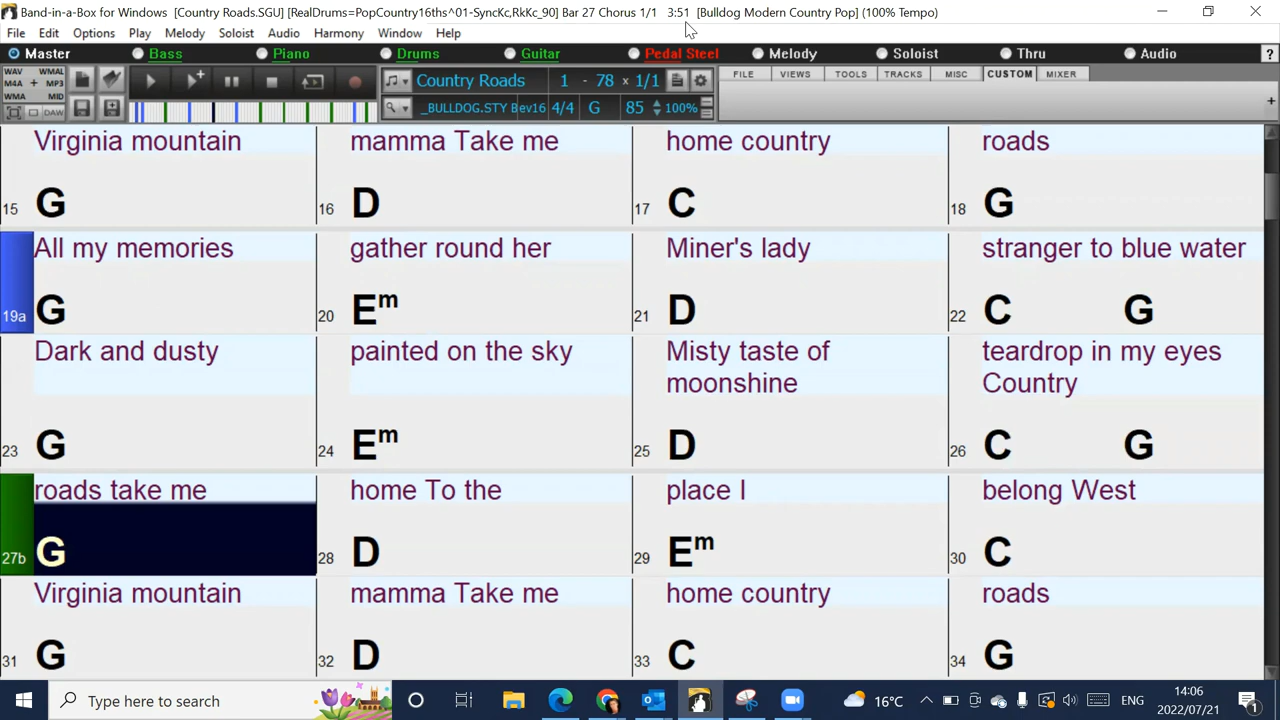 Band-in-a-Box for Windows [Country Roads.SGU] [RealDrums=PopCountry16ths^01-SyncKc,RkKc_90] Bar 27 Chorus 1/1 3:51 [Bulldog Modern Country Pop] (100% Tempo)
File Edit Options Play Melody Soloist Audio Harmony Window Help
Master Bass Piano Drums Guitar Pedal Steel Melody Soloist Thru Audio ?
WAV WMAL
M4A + MP3
WMA MID
DAW
Country Roads 1 - 78 x 1/1
_BULLDOG.STY Bev16 4/4 G 85 100%
FILE VIEWS TOOLS TRACKS MISC CUSTOM MIXER
+
Virginia mountain mamma Take me home country roads
15 G 16 D 17 C 18 G
All my memories gather round her Miner's lady stranger to blue water
19a G 20 Em 21 D 22 C G
Dark and dusty painted on the sky Misty taste of teardrop in my eyes
moonshine Country
23 G 24 Em 25 D 26 C G
roads take me home To the place I belong West
27b G 28 D 29 Em 30 C
Virginia mountain mamma Take me home country roads
31 G 32 D 33 C 34 G
Type here to search 16°C ENG 14:06
2022/07/21 1